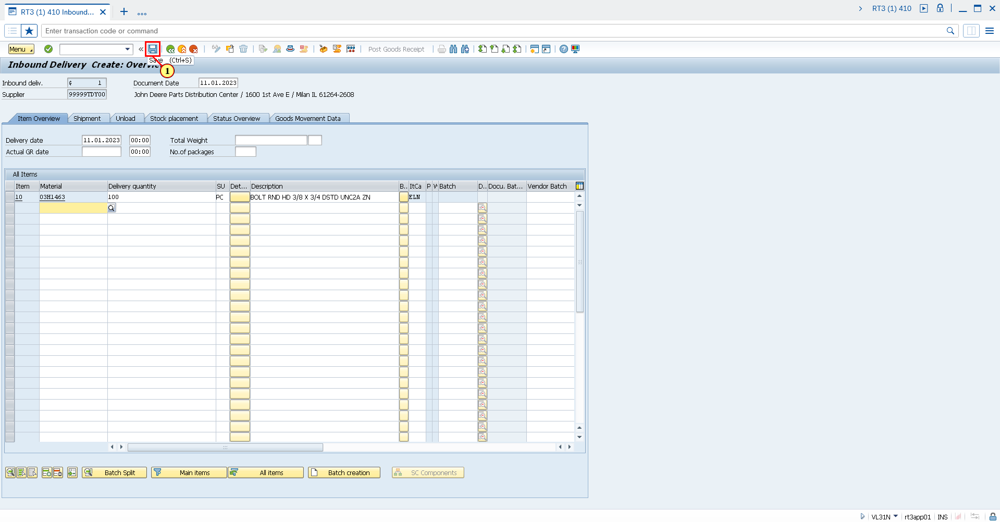 RT3 (1) 410 Inbound...
RT3 (1) 410
Enter transaction code or command
Menu
Post Goods Receipt
Save (Ctrl+S)
1
Inbound Delivery Create:
Inbound deliv. $ 1 Document Date 11.01.2023
Supplier 99999TDY00 John Deere Parts Distribution Center / 1600 1st Ave E / Milan IL 61264-2608
Item Overview Shipment Unload Stock placement Status Overview Goods Movement Data
Delivery date 11.01.2023 00:00 Total Weight
Actual GR date 00:00 No.of packages
All Items
Item Material Delivery quantity SU Det... Description B.. ItCa P V Batch D.. Docu. Bat... Vendor Batch
10 03H1463 100 PC BOLT RND HD 3/8 X 3/4 DSTD UNC2A ZN ELN
Batch Split Main items All items Batch creation SC Components
VL31N rt3app01 INS